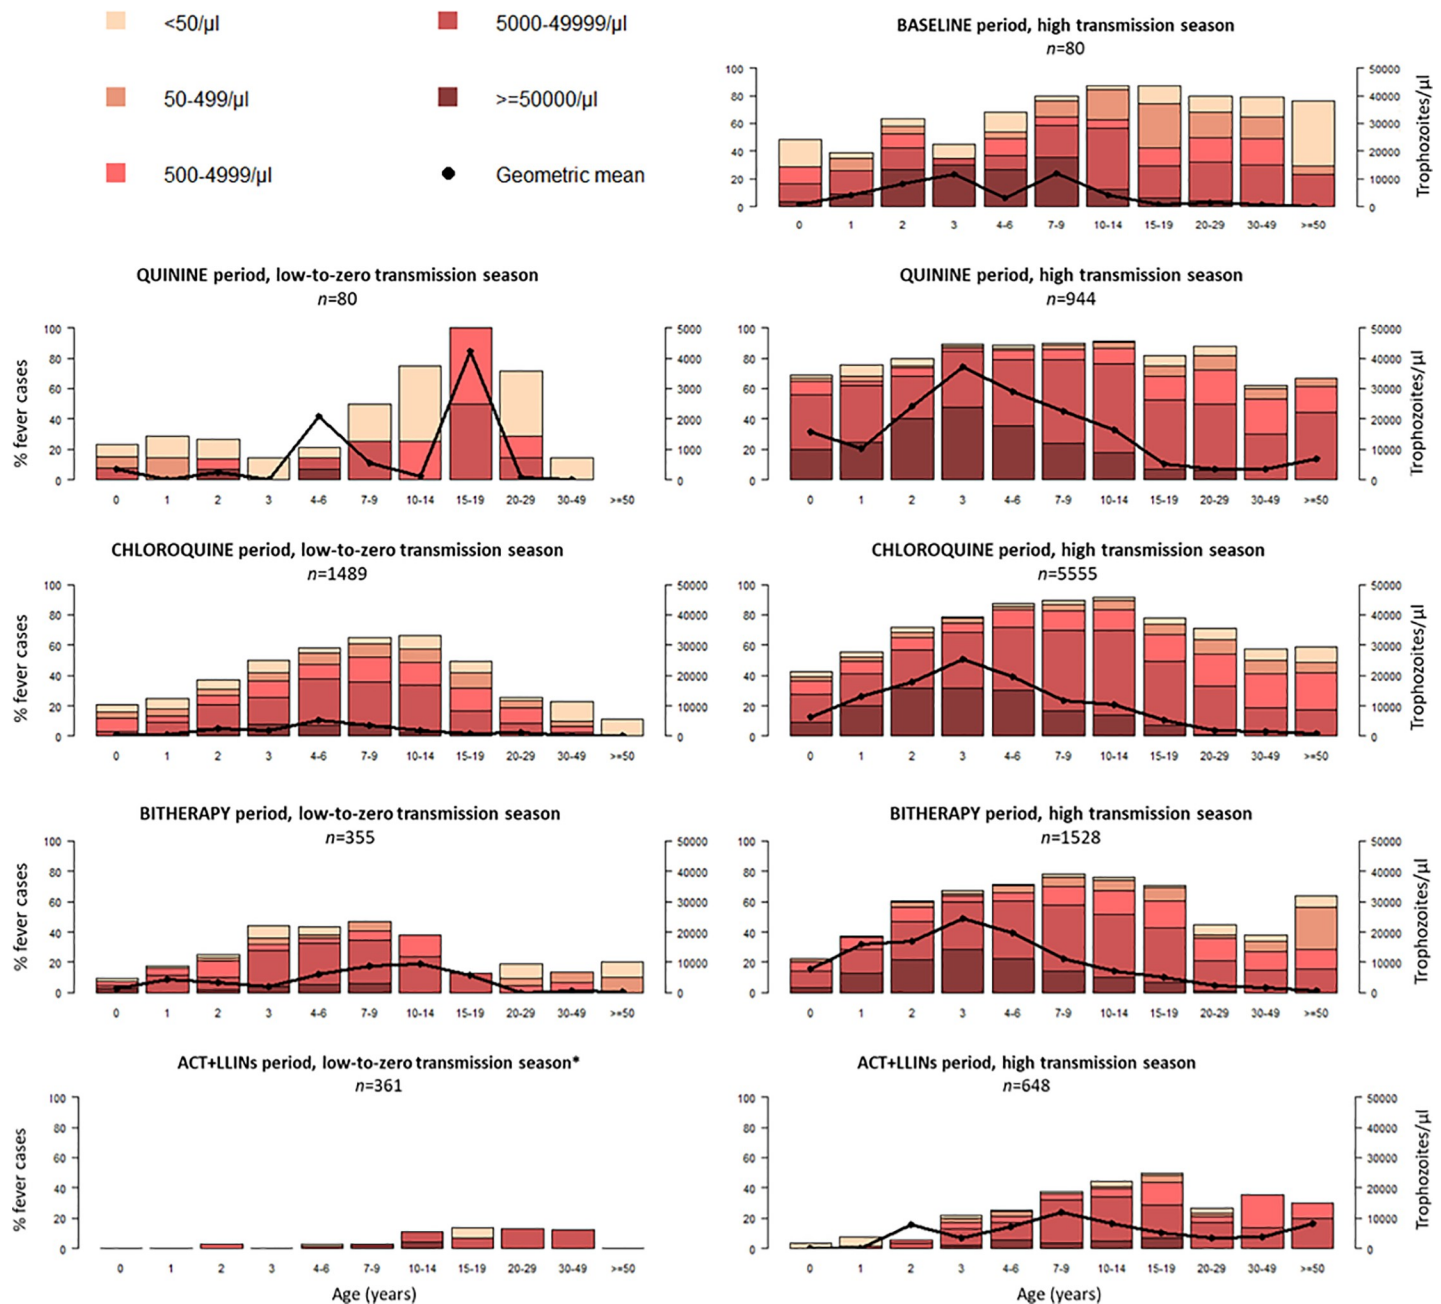 <50/µl
5000-49999/µl
50-499/µl
>=50000/µl
500-4999/µl
Geometric mean
BASELINE period, high transmission season
n=80
100
80
60
40
20
0
50000
40000
30000
20000
10000
0
Trophozoites/µl
0 1 2 3 4-6 7-9 10-14 15-19 20-29 30-49 >=50
QUININE period, low-to-zero transmission season
n=80
% fever cases
100
80
60
40
20
0
5000
4000
3000
2000
1000
0
0 1 2 3 4-6 7-9 10-14 15-19 20-29 30-49 >=50
QUININE period, high transmission season
n=944
100
80
60
40
20
0
50000
40000
30000
20000
10000
0
Trophozoites/µl
0 1 2 3 4-6 7-9 10-14 15-19 20-29 30-49 >=50
CHLOROQUINE period, low-to-zero transmission season
n=1489
% fever cases
100
80
60
40
20
0
50000
40000
30000
20000
10000
0
0 1 2 3 4-6 7-9 10-14 15-19 20-29 30-49 >=50
CHLOROQUINE period, high transmission season
n=5555
100
80
60
40
20
0
50000
40000
30000
20000
10000
0
Trophozoites/µl
0 1 2 3 4-6 7-9 10-14 15-19 20-29 30-49 >=50
BITHERAPY period, low-to-zero transmission season
n=355
% fever cases
100
80
60
40
20
0
50000
40000
30000
20000
10000
0
0 1 2 3 4-6 7-9 10-14 15-19 20-29 30-49 >=50
BITHERAPY period, high transmission season
n=1528
100
80
60
40
20
0
50000
40000
30000
20000
10000
0
Trophozoites/µl
0 1 2 3 4-6 7-9 10-14 15-19 20-29 30-49 >=50
ACT+LLINs period, low-to-zero transmission season*
n=361
% fever cases
100
80
60
40
20
0
0 1 2 3 4-6 7-9 10-14 15-19 20-29 30-49 >=50
Age (years)
ACT+LLINs period, high transmission season
n=648
100
80
60
40
20
0
50000
40000
30000
20000
10000
0
Trophozoites/µl
0 1 2 3 4-6 7-9 10-14 15-19 20-29 30-49 >=50
Age (years)